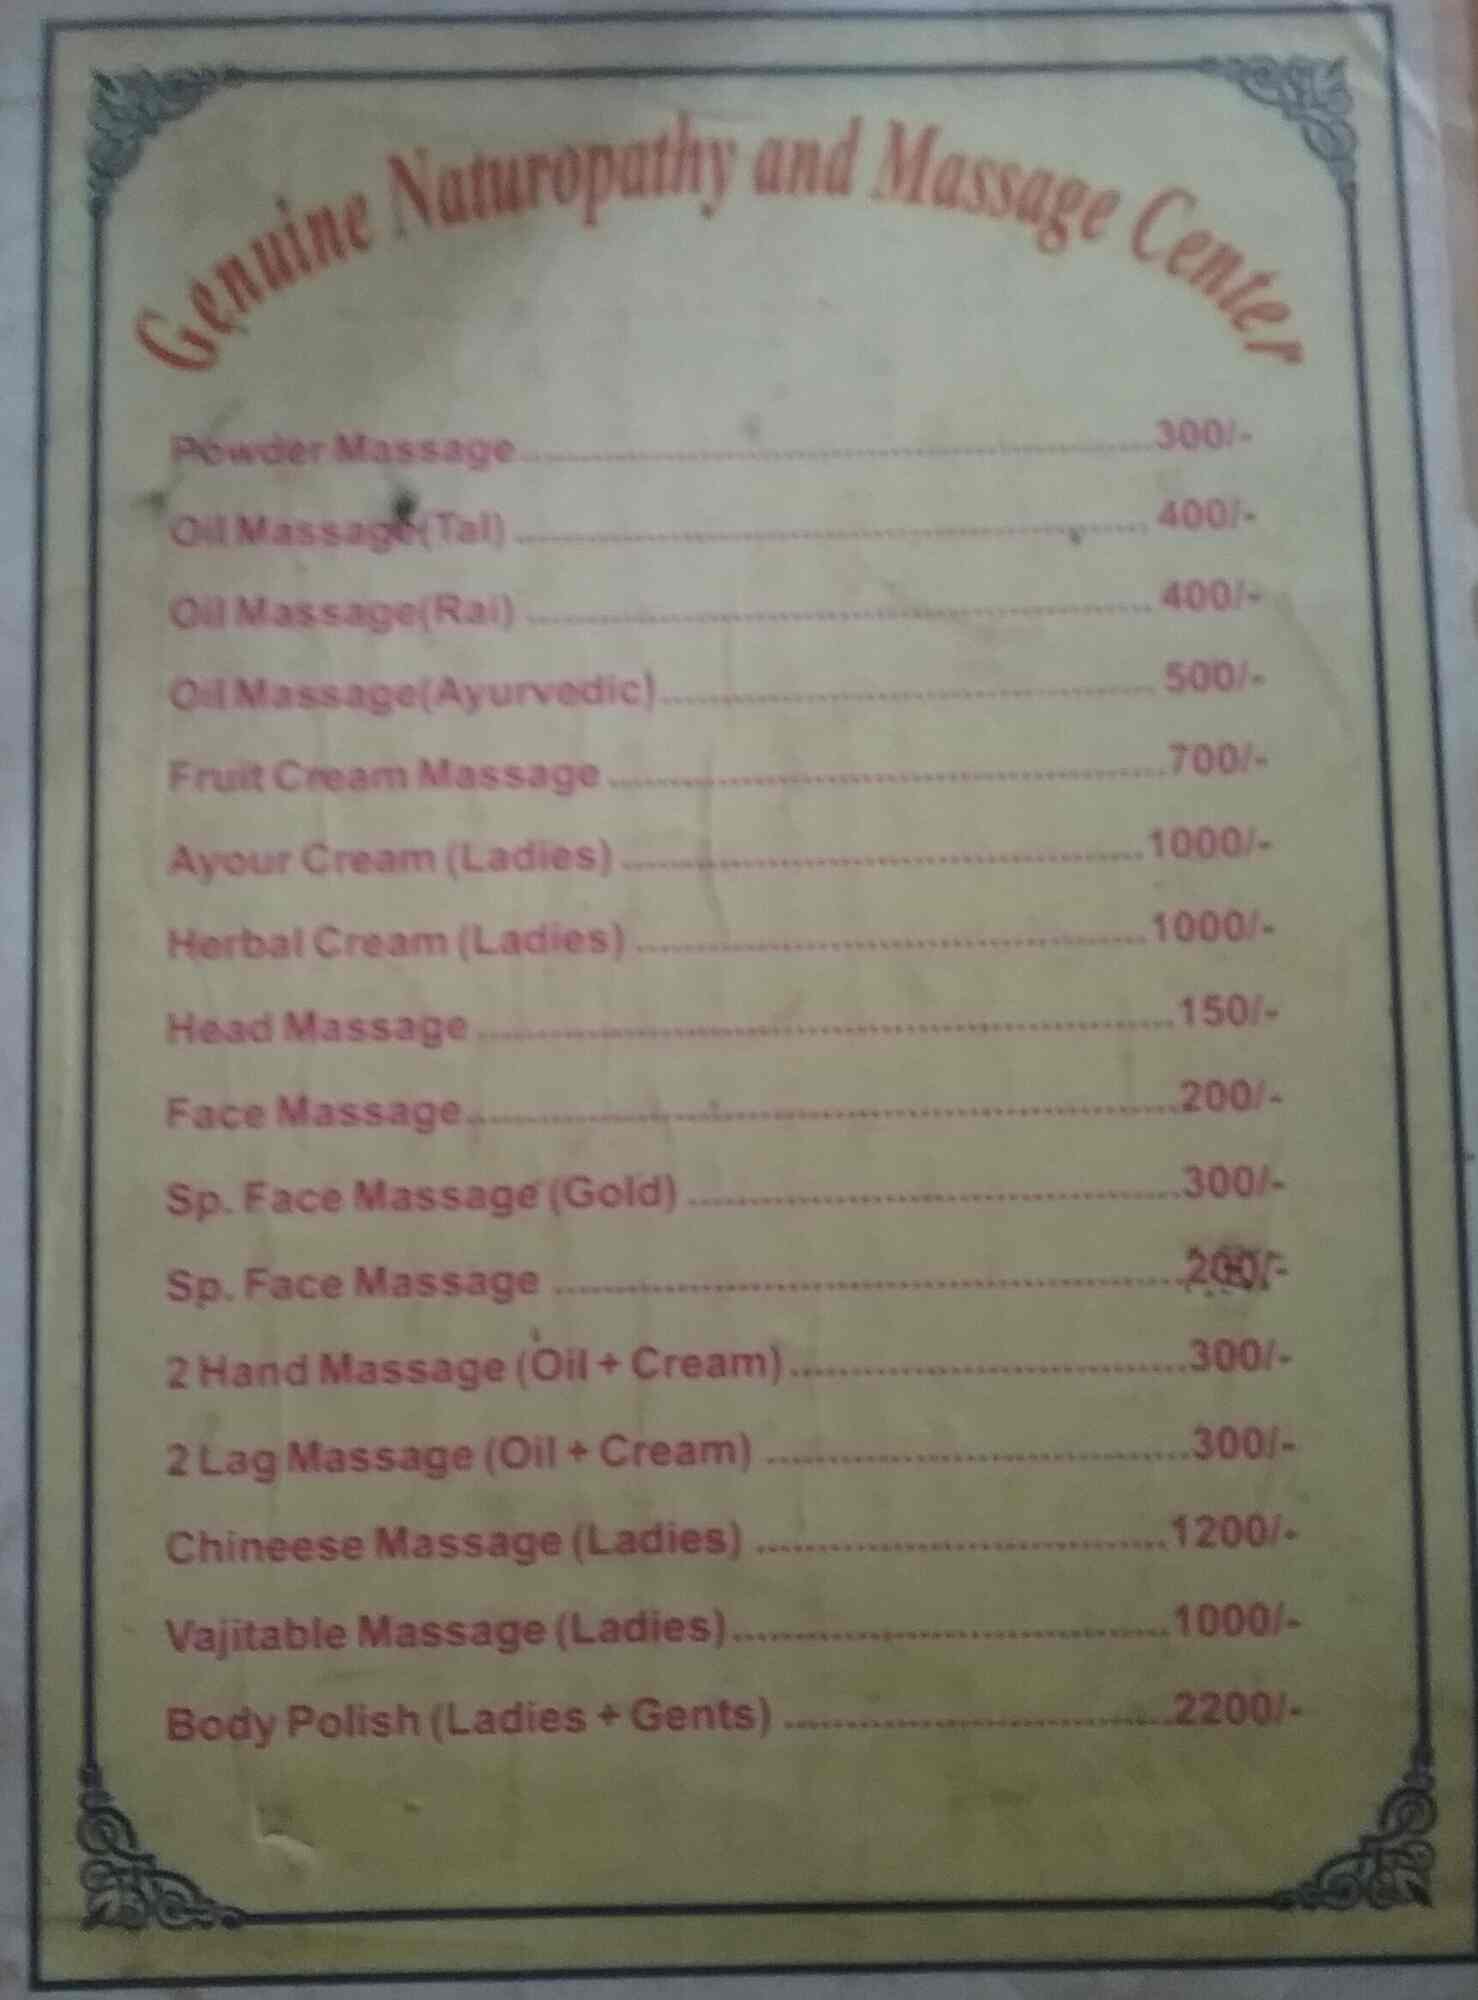 Genuine Naturopathy and Massage Center
Powder Massage 300/-
Oil Massage(Tal) 400/-
Oil Massage(Rai) 400/-
Oil Massage(Ayurvedic) 500/-
Fruit Cream Massage 700/-
Ayour Cream (Ladies) 1000/-
Herbal Cream (Ladies) 1000/-
Head Massage 150/-
Face Massage 200/-
Sp. Face Massage (Gold) 300/-
Sp. Face Massage
2 Hand Massage (Oil + Cream) 300/-
2 Lag Massage (Oil + Cream) 300/-
Chineese Massage (Ladies) 1200/-
Vajitable Massage (Ladies) 1000/-
Body Polish (Ladies + Gents) 2200/-